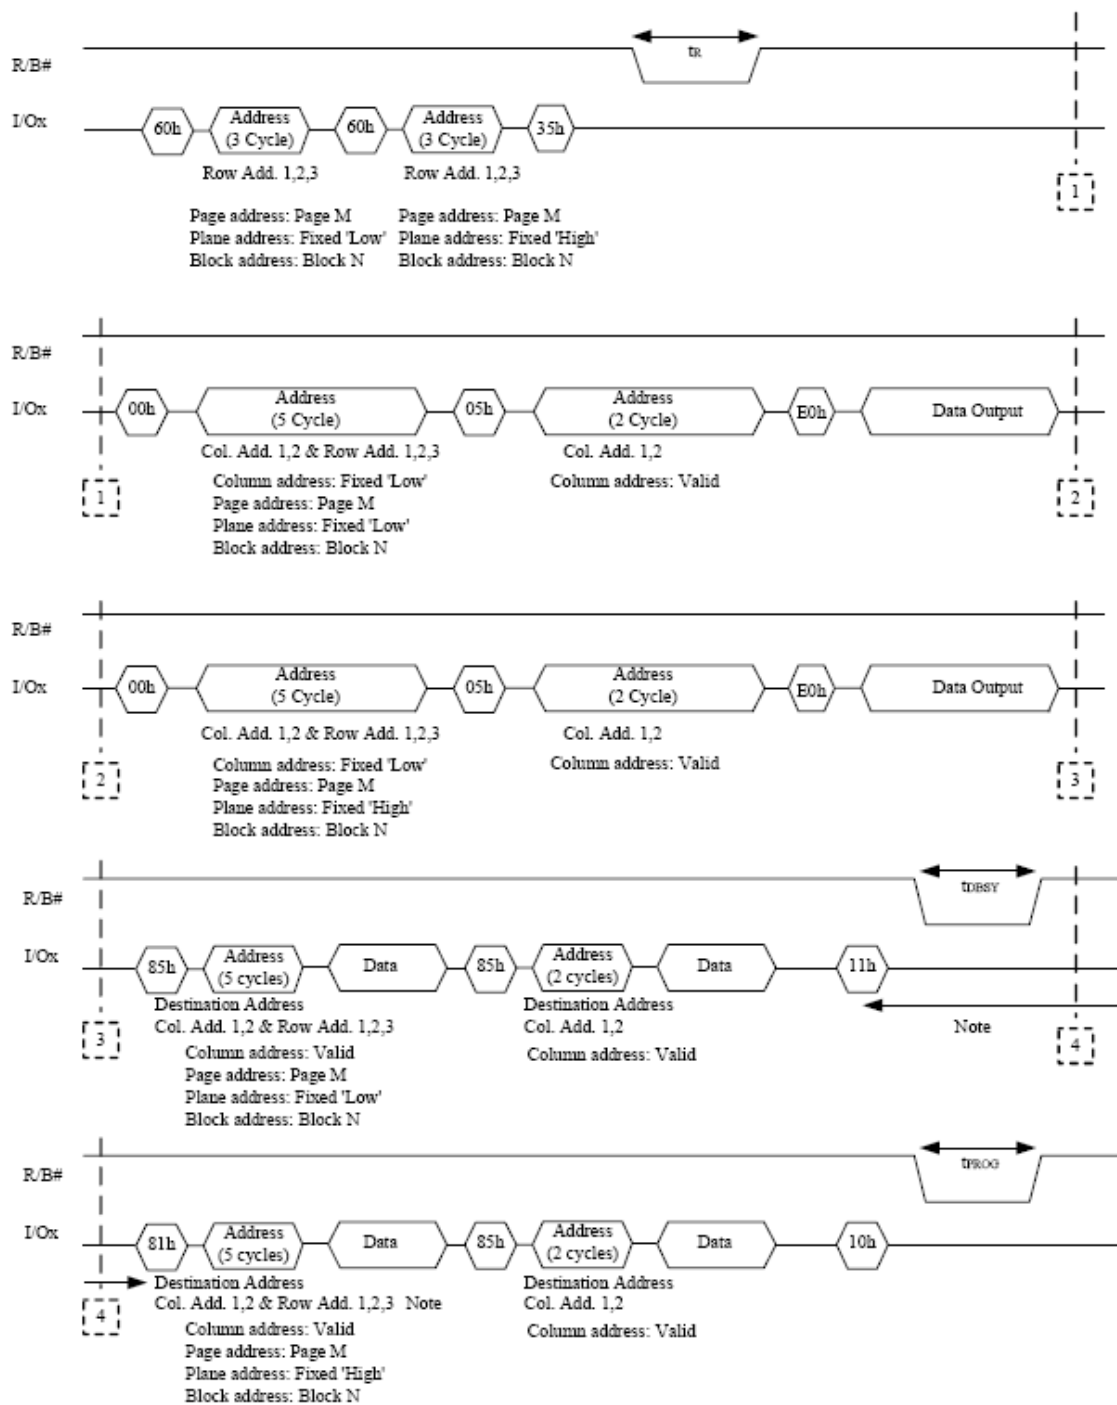 tR
R/B#
I/Ox
60h
Address
(3 Cycle)
60h
Address
(3 Cycle)
35h
Row Add. 1,2,3
Row Add. 1,2,3
1
Page address: Page M
Plane address: Fixed 'Low'
Block address: Block N
Page address: Page M
Plane address: Fixed 'High'
Block address: Block N
R/B#
I/Ox
00h
Address
(5 Cycle)
05h
Address
(2 Cycle)
E0h
Data Output
Col. Add. 1,2 & Row Add. 1,2,3
Col. Add. 1,2
Column address: Fixed 'Low'
Page address: Page M
Plane address: Fixed 'Low'
Block address: Block N
Column address: Valid
1
2
R/B#
I/Ox
00h
Address
(5 Cycle)
05h
Address
(2 Cycle)
E0h
Data Output
Col. Add. 1,2 & Row Add. 1,2,3
Col. Add. 1,2
Column address: Fixed 'Low'
Page address: Page M
Plane address: Fixed 'High'
Block address: Block N
Column address: Valid
2
3
tDBSY
R/B#
I/Ox
85h
Address
(5 cycles)
Data
85h
Address
(2 cycles)
Data
11h
Destination Address
Col. Add. 1,2 & Row Add. 1,2,3
Column address: Valid
Page address: Page M
Plane address: Fixed 'Low'
Block address: Block N
Destination Address
Col. Add. 1,2
Column address: Valid
Note
3
4
tPROG
R/B#
I/Ox
81h
Address
(5 cycles)
Data
85h
Address
(2 cycles)
Data
10h
Destination Address
Col. Add. 1,2 & Row Add. 1,2,3 Note
Column address: Valid
Page address: Page M
Plane address: Fixed 'High'
Block address: Block N
Destination Address
Col. Add. 1,2
Column address: Valid
4